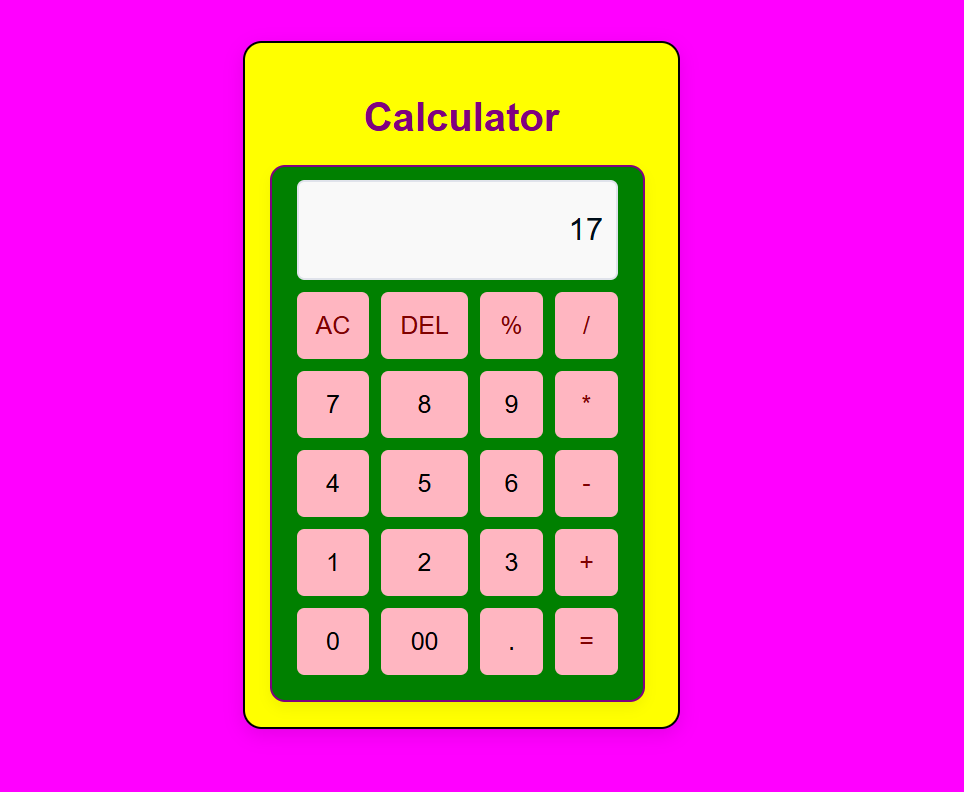 Calculator
17
AC DEL % /
7 8 9 *
4 5 6 -
1 2 3 +
0 00 . =